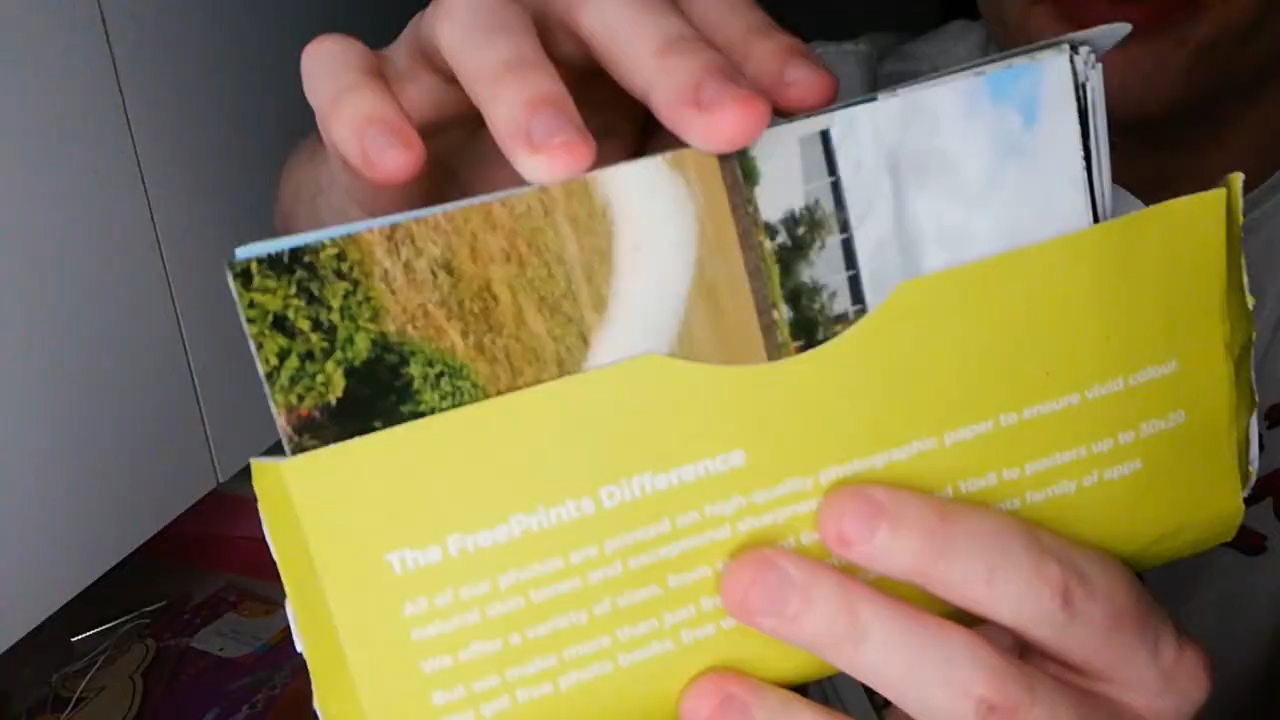 The FreePrints Difference
All of our photos are printed on high-quality photographic paper to ensure vivid colour
natural skin tones and exceptional sharpness
We offer a variety of sizes, from 10x8 to posters up to 30x20
But we make more than just family of apps
get free photo books, free